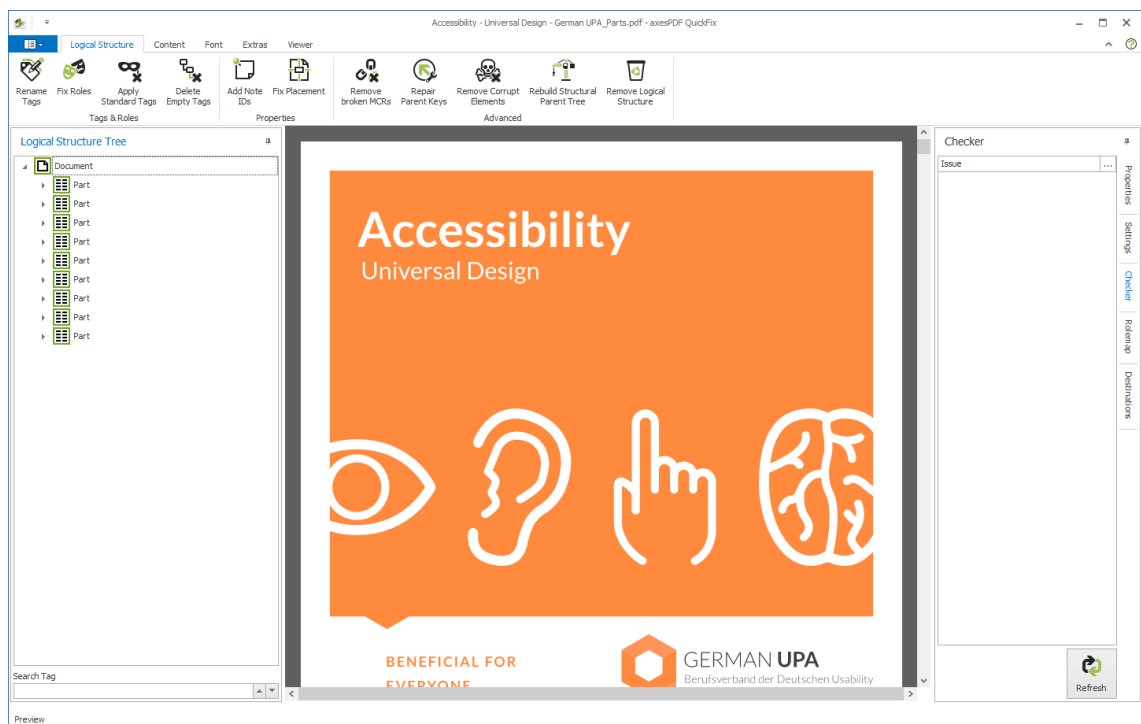 Accessibility - Universal Design - German UPA_Parts.pdf - axesPDF QuickFix
Logical Structure Content Font Extras Viewer
Rename Tags
Fix Roles
Apply Standard Tags
Delete Empty Tags
Add Note IDs
Fix Placement
Remove broken MCRs
Repair Parent Keys
Remove Corrupt Elements
Rebuild Structural Parent Tree
Remove Logical Structure
Tags & Roles
Properties
Advanced
Logical Structure Tree
Document
Part
Part
Part
Part
Part
Part
Part
Part
Part
Search Tag
Preview
Accessibility
Universal Design
BENEFICIAL FOR
EVERYONE
GERMAN UPA
Berufsverband der Deutschen Usability
Checker
Issue
...
Properties
Settings
Checker
Rolemap
Destinations
Refresh